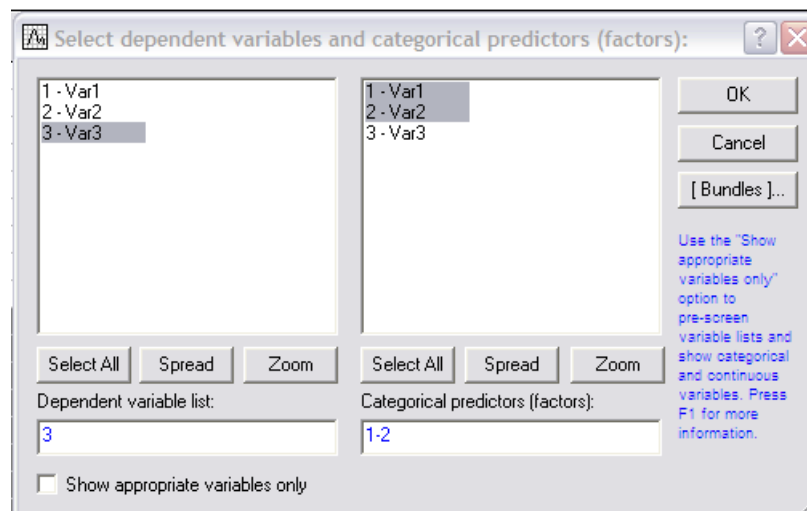 Select dependent variables and categorical predictors (factors):
1 - Var1
2 - Var2
3 - Var3
1 - Var1
2 - Var2
3 - Var3
OK
Cancel
[ Bundles ]...
Use the "Show
appropriate
variables only"
option to
pre-screen
variable lists and
show categorical
and continuous
variables. Press
F1 for more
information.
Select All
Spread
Zoom
Select All
Spread
Zoom
Dependent variable list:
Categorical predictors (factors):
3
1-2
Show appropriate variables only